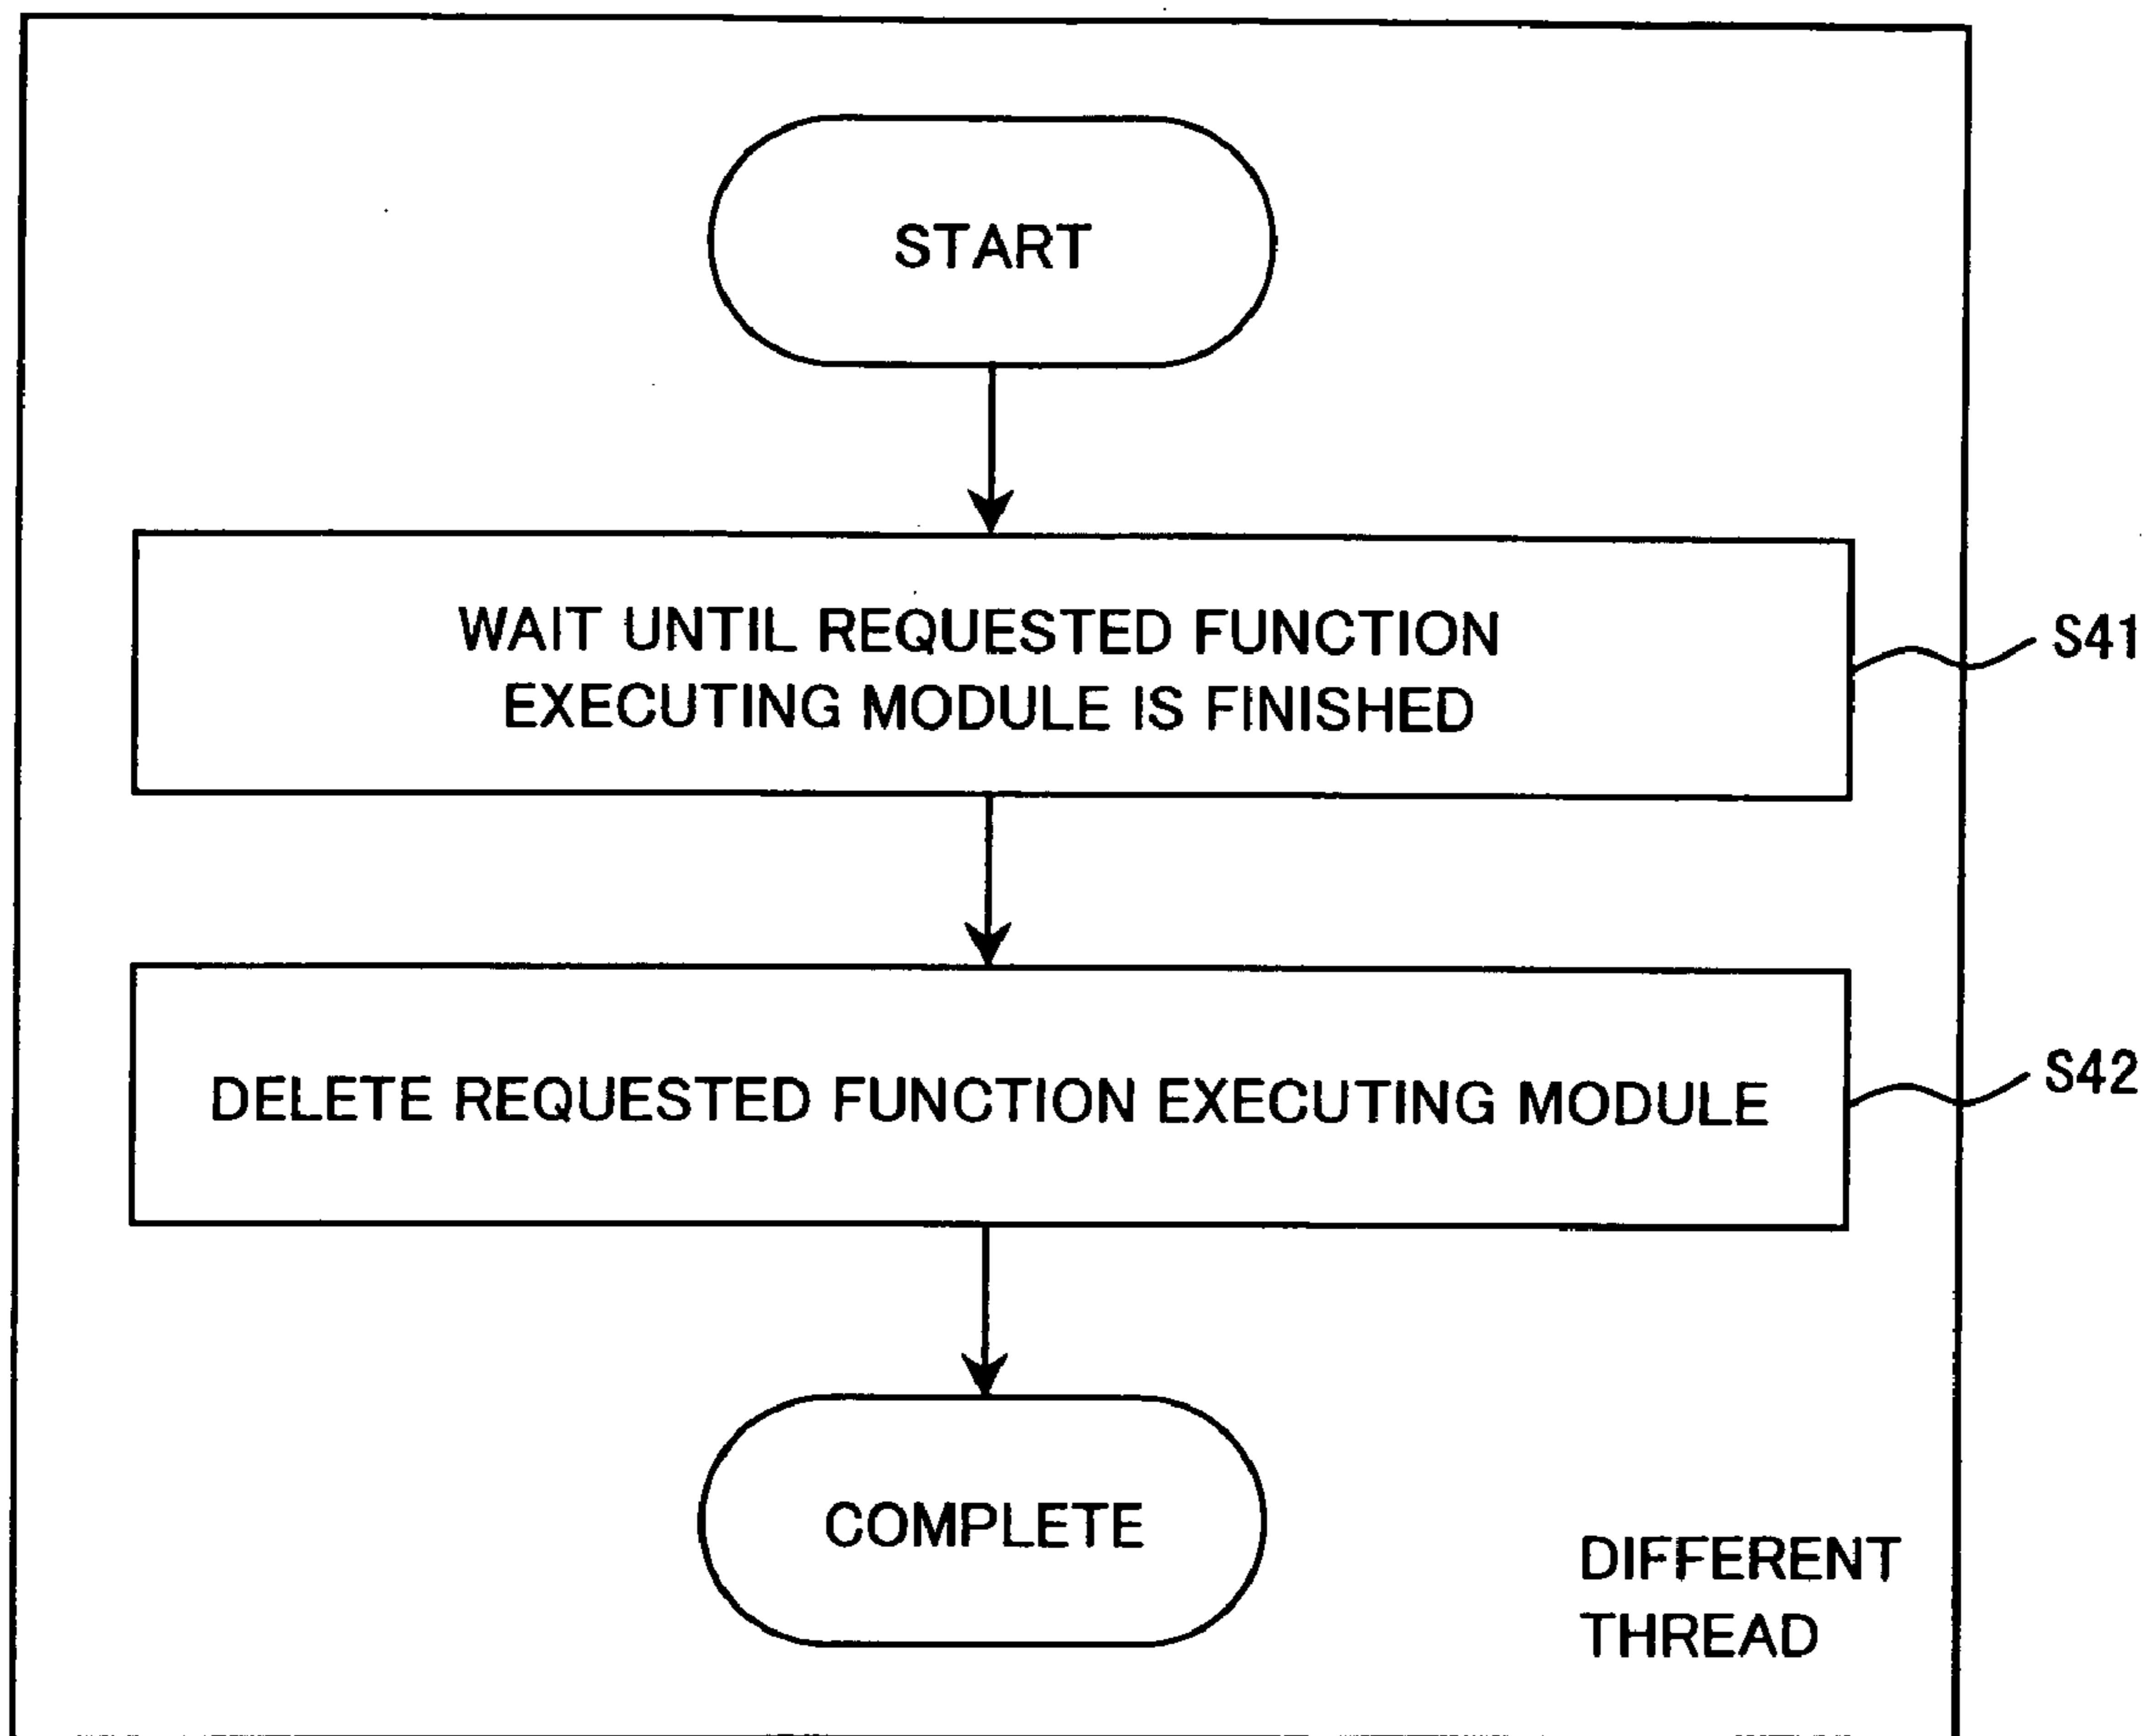 START
WAIT UNTIL REQUESTED FUNCTION
EXECUTING MODULE IS FINISHED
S41
DELETE REQUESTED FUNCTION EXECUTING MODULE
S42
COMPLETE
DIFFERENT
THREAD